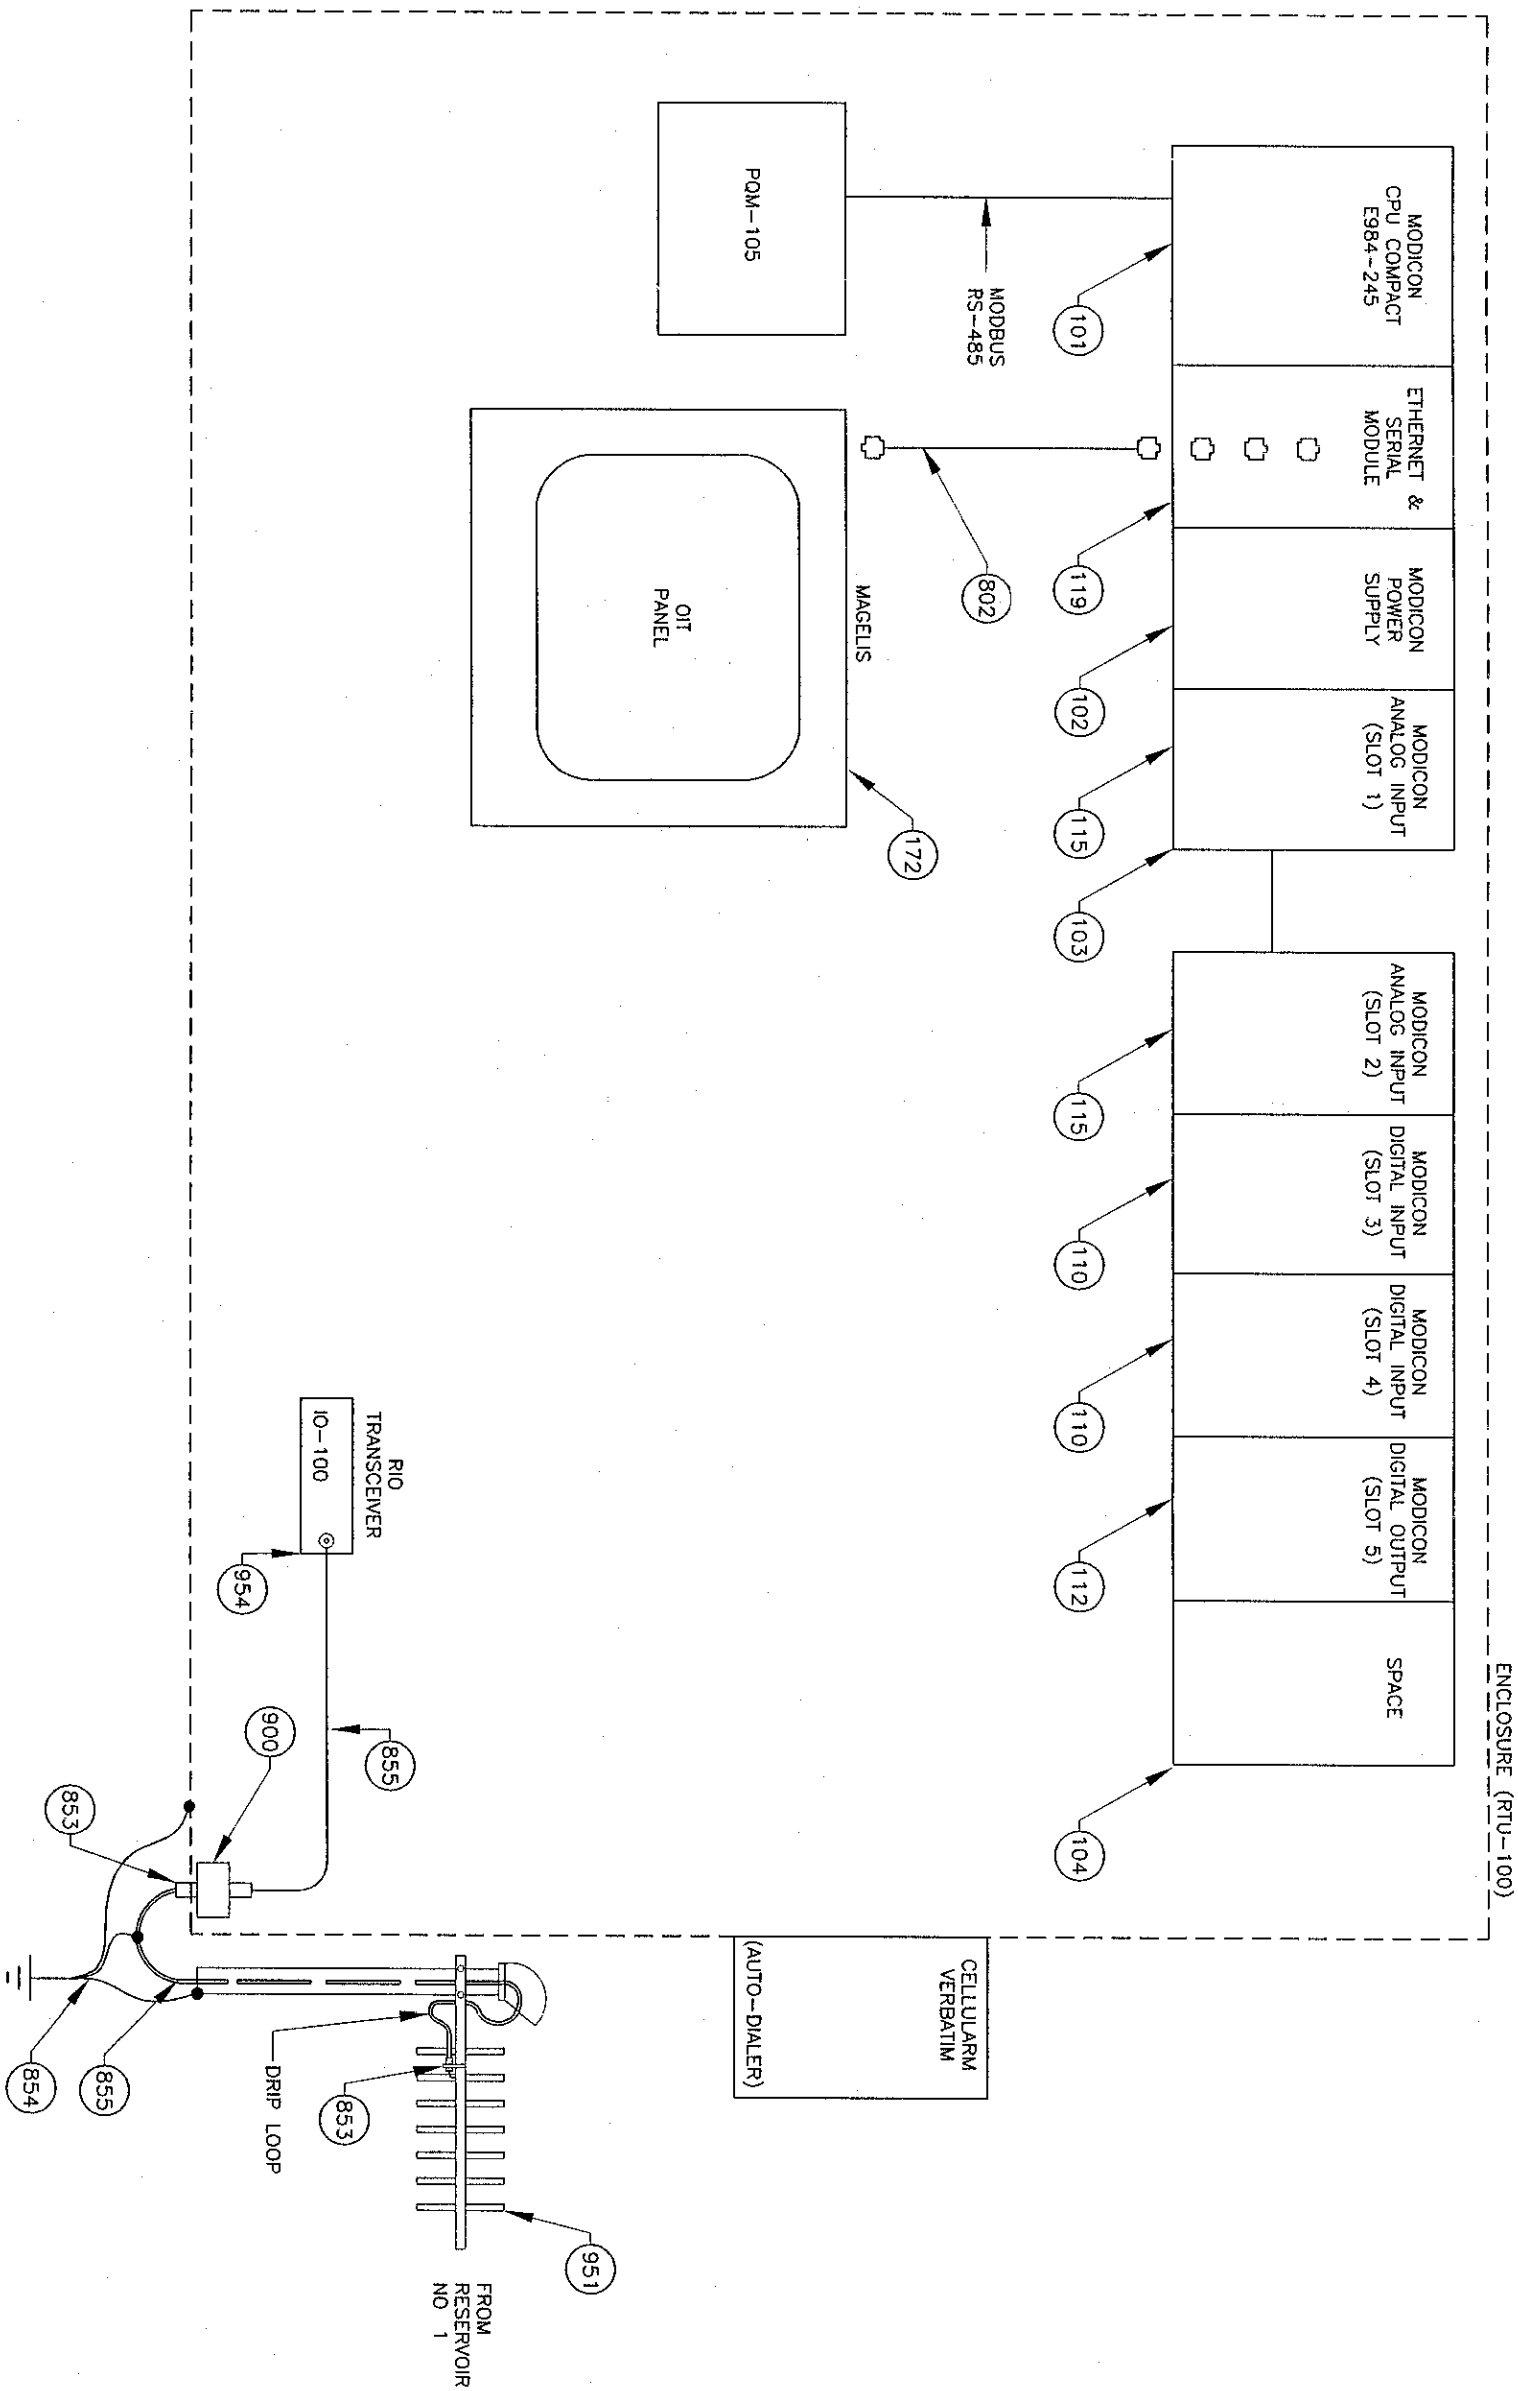 ENCLOSURE (RTU-100)
MODICON
CPU COMPACT
E984-245
ETHERNET &
SERIAL
MODULE
MODICON
POWER
SUPPLY
MODICON
ANALOG INPUT
(SLOT 1)
MODICON
ANALOG INPUT
(SLOT 2)
MODICON
DIGITAL INPUT
(SLOT 3)
MODICON
DIGITAL INPUT
(SLOT 4)
MODICON
DIGITAL OUTPUT
(SLOT 5)
SPACE
101
119
102
115
103
115
110
110
112
104
MODBUS
RS-485
802
PQM-105
MAGELIS
OIT
PANEL
172
CELLULARM
VERBATIM
(AUTO-DIALER)
RIO
TRANSCEIVER
IO-100
954
855
900
853
951
FROM
RESERVOIR
NO 1
853
DRIP LOOP
855
854